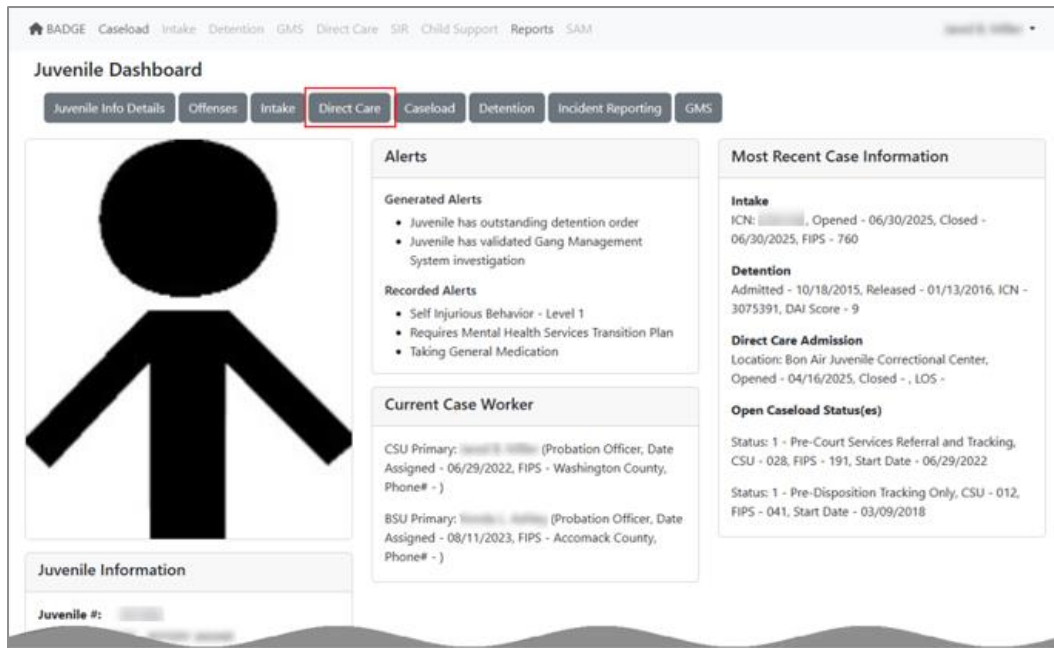 BADGE Caseload Intake Detention GMS Direct Care SIR Child Support Reports SAM
Juvenile Dashboard
Juvenile Info Details Offenses Intake Direct Care Caseload Detention Incident Reporting GMS
Alerts
Generated Alerts
• Juvenile has outstanding detention order
• Juvenile has validated Gang Management
System investigation
Recorded Alerts
• Self Injurious Behavior - Level 1
• Requires Mental Health Services Transition Plan
• Taking General Medication
Current Case Worker
CSU Primary: (Probation Officer, Date
Assigned - 06/29/2022, FIPS - Washington County,
Phone# - )
BSU Primary: (Probation Officer, Date
Assigned - 08/11/2023, FIPS - Accomack County,
Phone# - )
Most Recent Case Information
Intake
ICN: , Opened - 06/30/2025, Closed -
06/30/2025, FIPS - 760
Detention
Admitted - 10/18/2015, Released - 01/13/2016, ICN -
3075391, DAI Score - 9
Direct Care Admission
Location: Bon Air Juvenile Correctional Center,
Opened - 04/16/2025, Closed - , LOS -
Open Caseload Status(es)
Status: 1 - Pre-Court Services Referral and Tracking,
CSU - 028, FIPS - 191, Start Date - 06/29/2022
Status: 1 - Pre-Disposition Tracking Only, CSU - 012,
FIPS - 041, Start Date - 03/09/2018
Juvenile Information
Juvenile #: